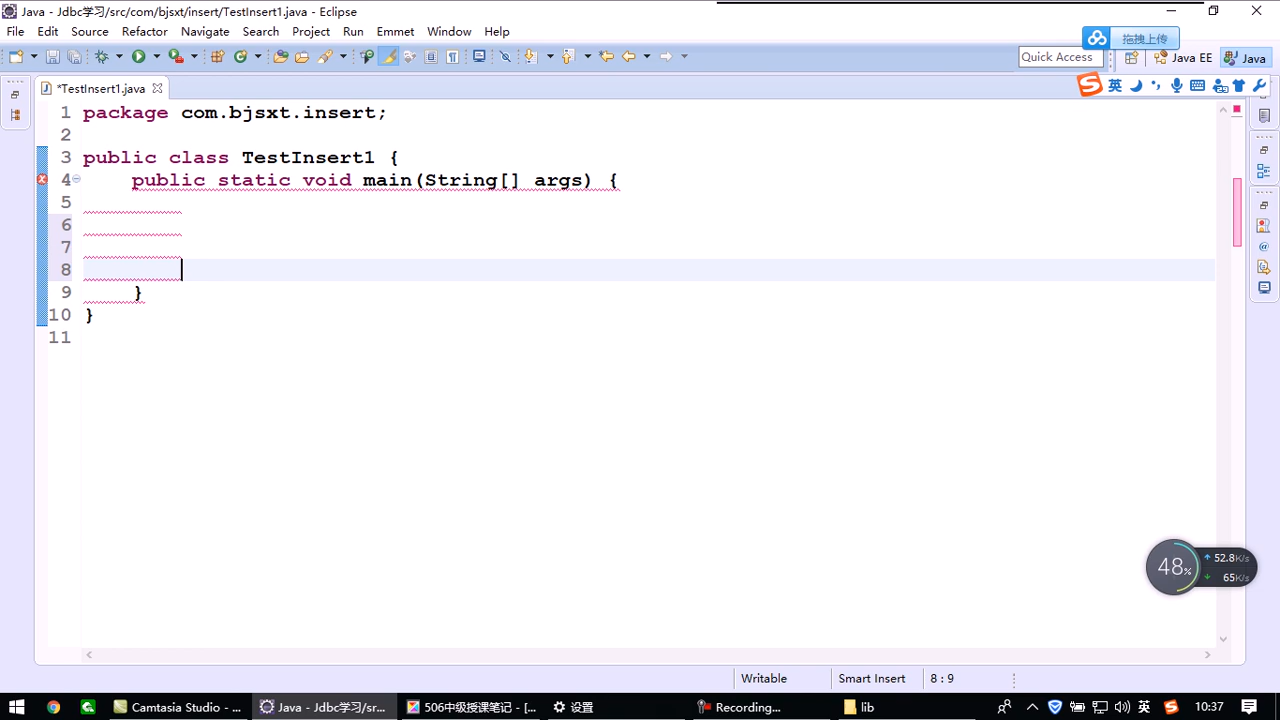 Java - Jdbc学习/src/com/bjsxt/insert/TestInsert1.java - Eclipse
File Edit Source Refactor Navigate Search Project Run Emmet Window Help
拖拽上传
Quick Access
Java EE
Java
英
*TestInsert1.java
1 package com.bjsxt.insert;
2
3 public class TestInsert1 {
4 public static void main(String[] args) {
5
6
7
8
9 }
10 }
11
48%
52.8K/s
65K/s
Writable
Smart Insert
8 : 9
Camtasia Studio - ...
Java - Jdbc学习/sr...
506中级授课笔记 - [...
设置
Recording...
lib
英
10:37